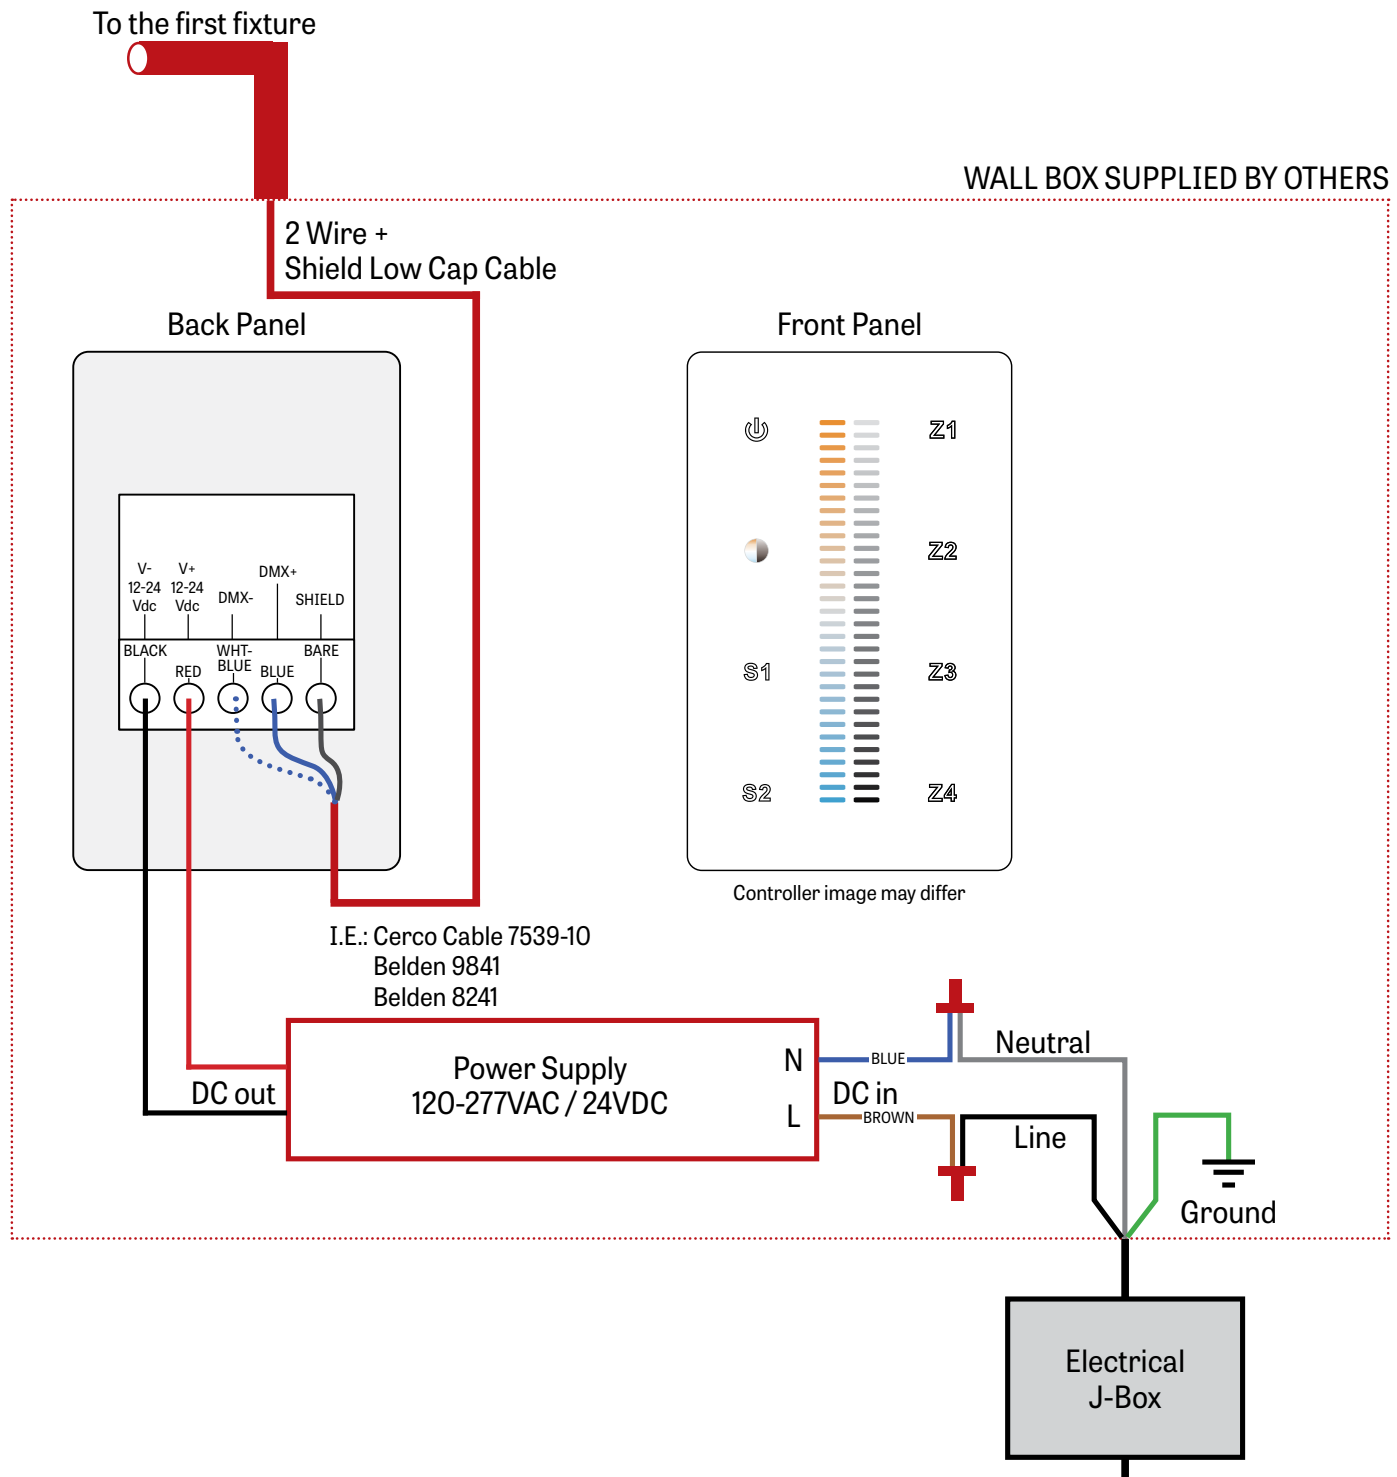 To the first fixture
WALL BOX SUPPLIED BY OTHERS
2 Wire +
Shield Low Cap Cable
Back Panel
V-
12-24
Vdc
V+
12-24
Vdc
DMX-
DMX+
SHIELD
BLACK
RED
WHT-
BLUE
BLUE
BARE
Front Panel
Z1
Z2
S1
Z3
S2
Z4
Controller image may differ
I.E.: Cerco Cable 7539-10
Belden 9841
Belden 8241
DC out
Power Supply
120-277VAC / 24VDC
N
L
BLUE
DC in
BROWN
Neutral
Line
Ground
Electrical
J-Box